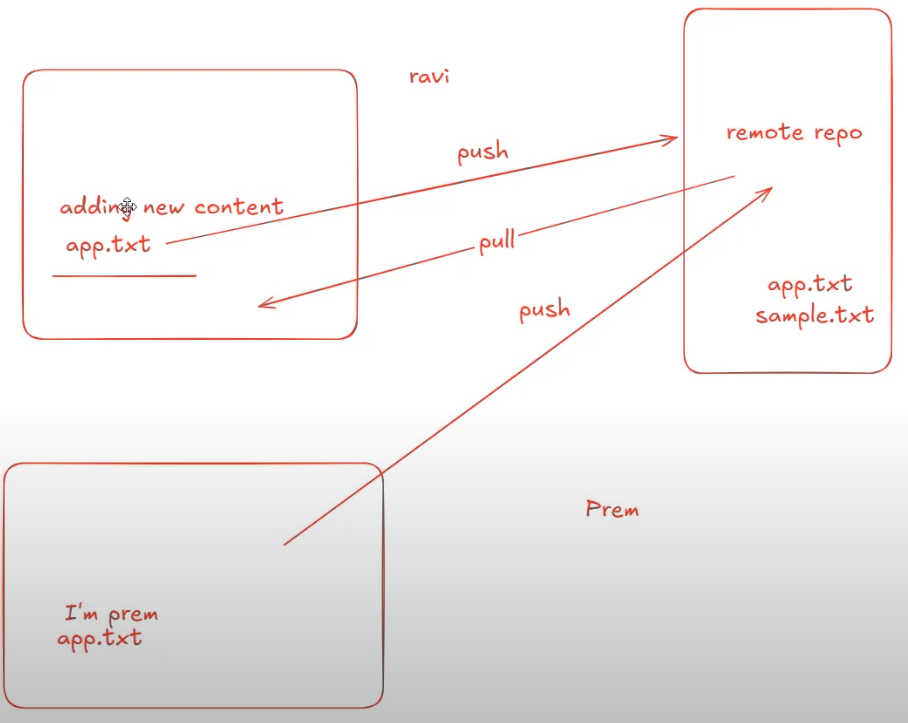 ravi
push
remote repo
adding new content
app.txt
pull
app.txt
sample.txt
push
Prem
I'm prem
app.txt